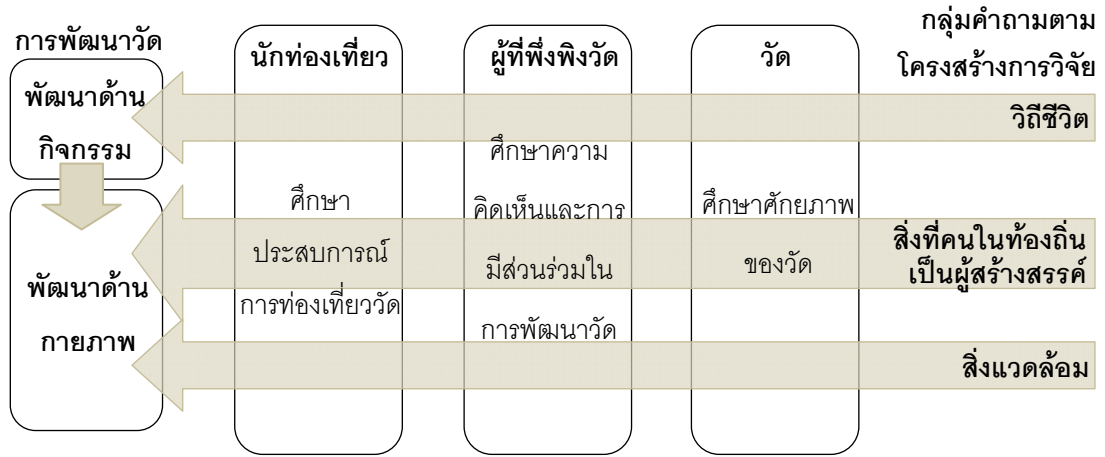 การพัฒนาวัด
พัฒนาด้าน
กิจกรรม
พัฒนาด้าน
กายภาพ
นักท่องเที่ยว
ศึกษา
ประสบการณ์
การท่องเที่ยววัด
ผู้ที่พึ่งพิงวัด
ศึกษาความ
คิดเห็นและการ
มีส่วนร่วมใน
การพัฒนาวัด
วัด
ศึกษาศักยภาพ
ของวัด
กลุ่มคำถามตาม
โครงสร้างการวิจัย
วิถีชีวิต
สิ่งที่คนในท้องถิ่น
เป็นผู้สร้างสรรค์
สิ่งแวดล้อม